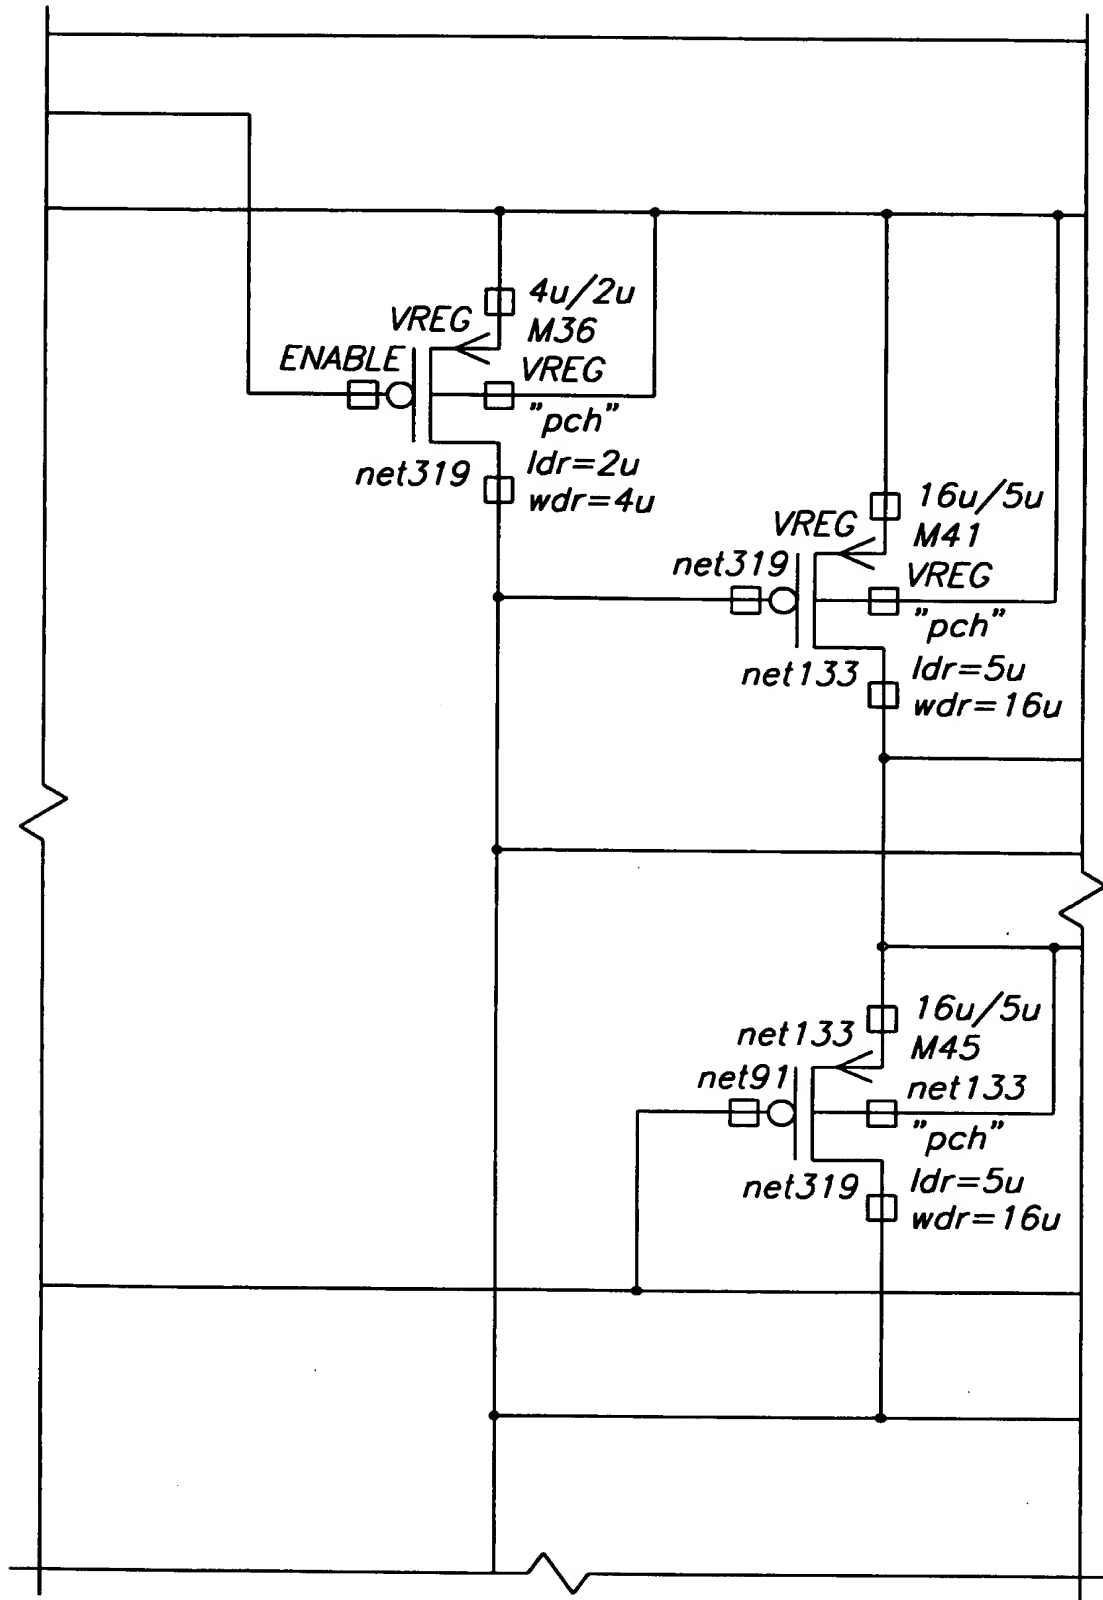 4u/2u
VREG
M36
ENABLE
VREG
"pch"
net319
ldr=2u
wdr=4u
16u/5u
VREG
M41
net319
VREG
"pch"
net133
ldr=5u
wdr=16u
16u/5u
net133
M45
net91
net133
"pch"
net319
ldr=5u
wdr=16u